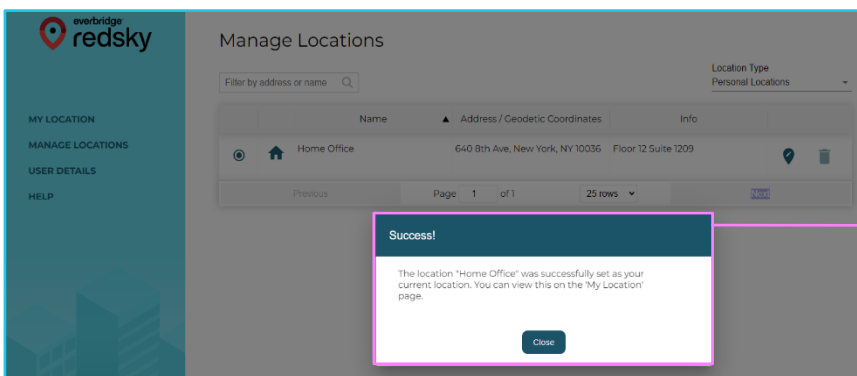 everbridge
redsky
MY LOCATION
MANAGE LOCATIONS
USER DETAILS
HELP
Manage Locations
Filter by address or name
Location Type
Personal Locations
Name Address / Geodetic Coordinates Info
Home Office 640 8th Ave, New York, NY 10036 Floor 12 Suite 1209
Previous Page 1 of 1 25 rows Next
Success!
The location "Home Office" was successfully set as your
current location. You can view this on the 'My Location'
page.
Close